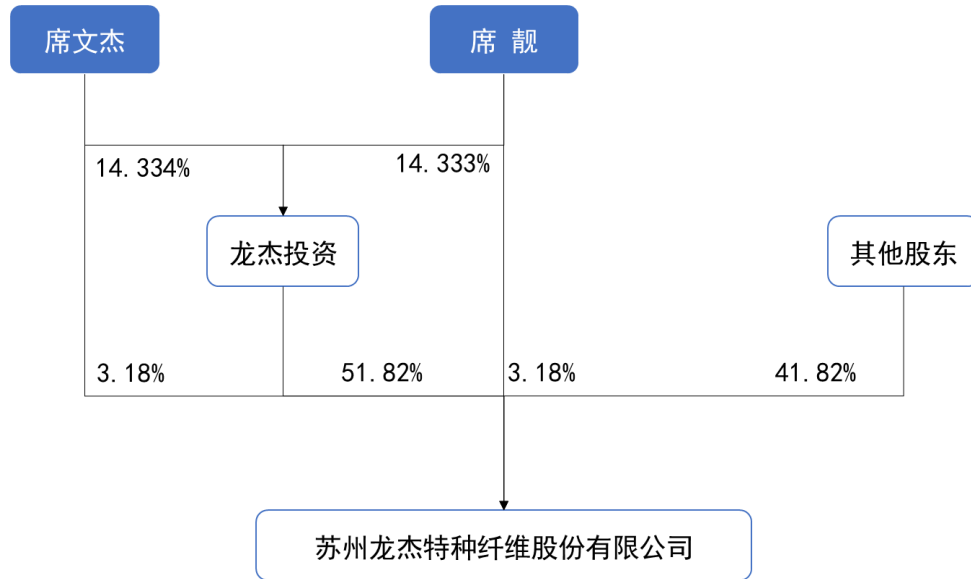 席文杰
席 靓
14.334%
14.333%
龙杰投资
其他股东
3.18%
51.82%
3.18%
41.82%
苏州龙杰特种纤维股份有限公司